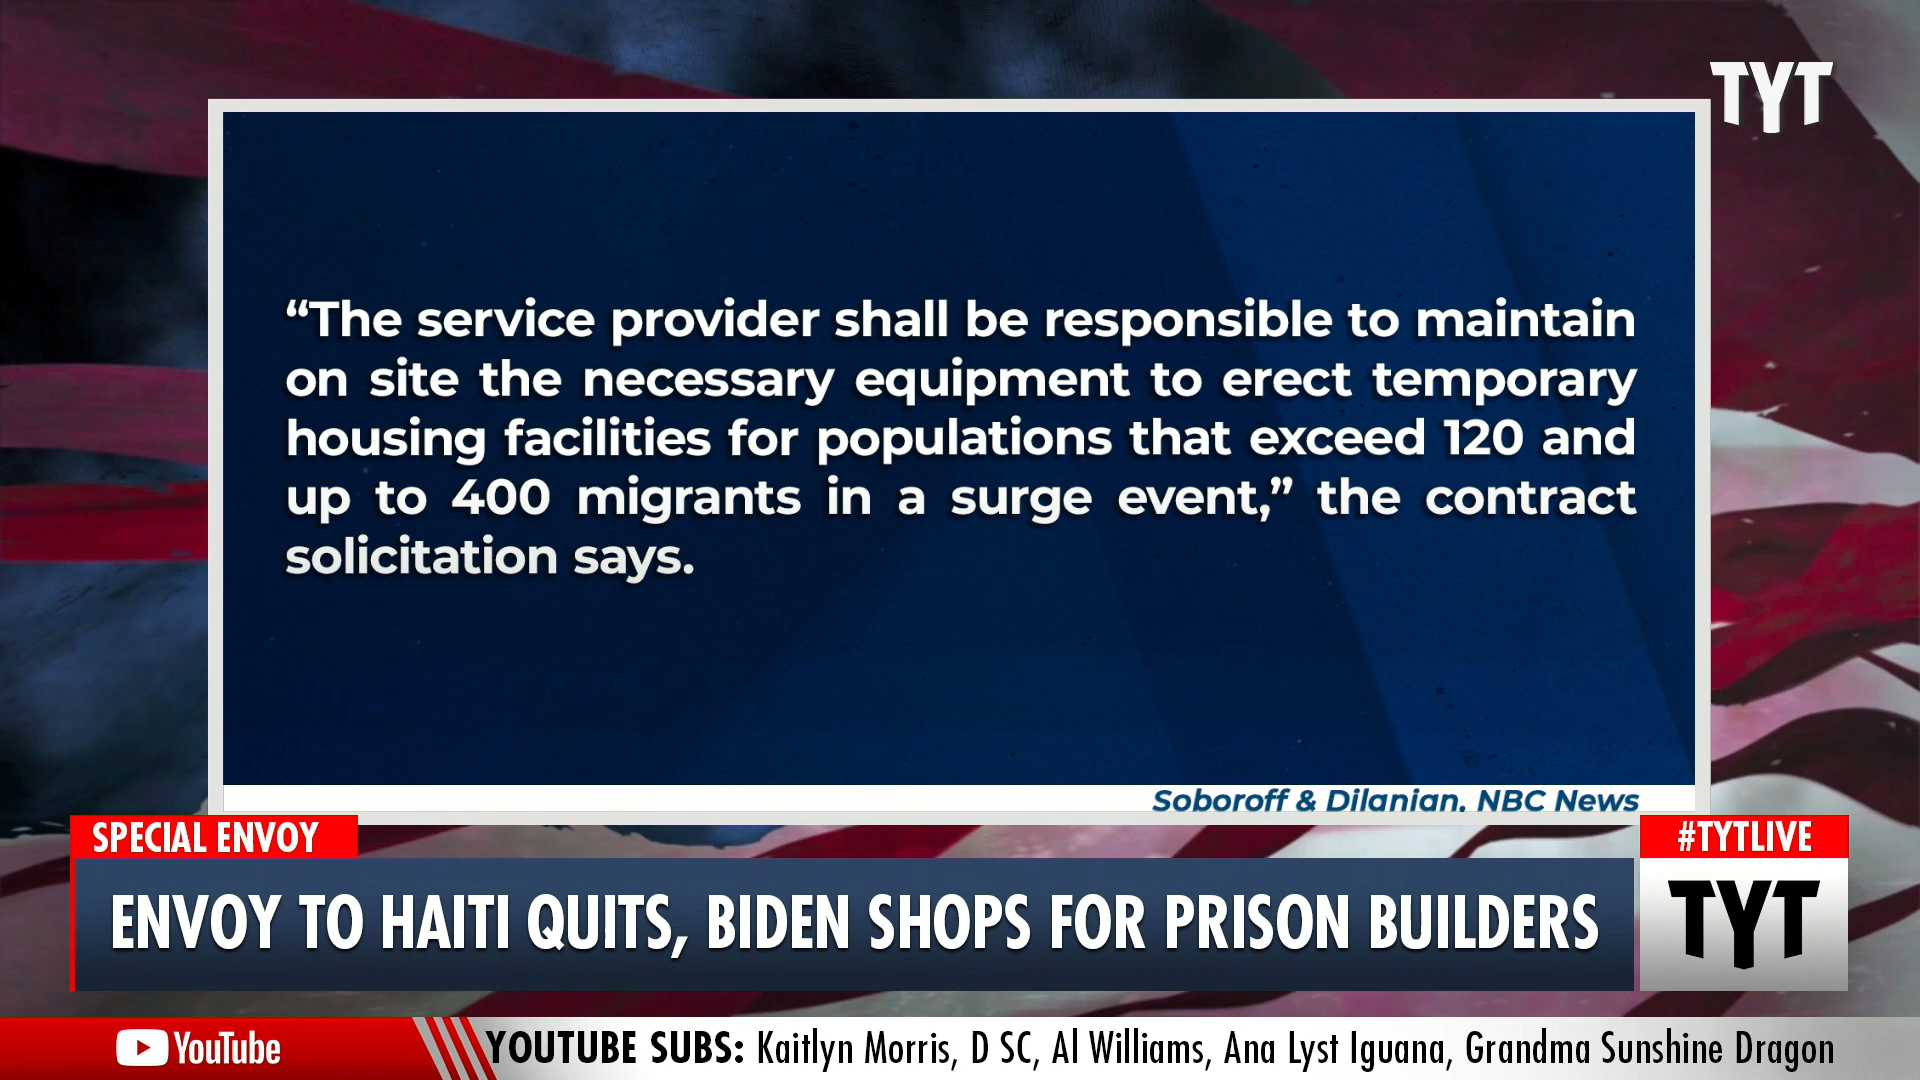 TYT
“The service provider shall be responsible to maintain
on site the necessary equipment to erect temporary
housing facilities for populations that exceed 120 and
up to 400 migrants in a surge event,” the contract
solicitation says.
Soboroff & Dilanian, NBC News
SPECIAL ENVOY
#TYTLIVE
ENVOY TO HAITI QUITS, BIDEN SHOPS FOR PRISON BUILDERS
TYT
YouTube
YOUTUBE SUBS: Kaitlyn Morris, D SC, Al Williams, Ana Lyst Iguana, Grandma Sunshine Dragon